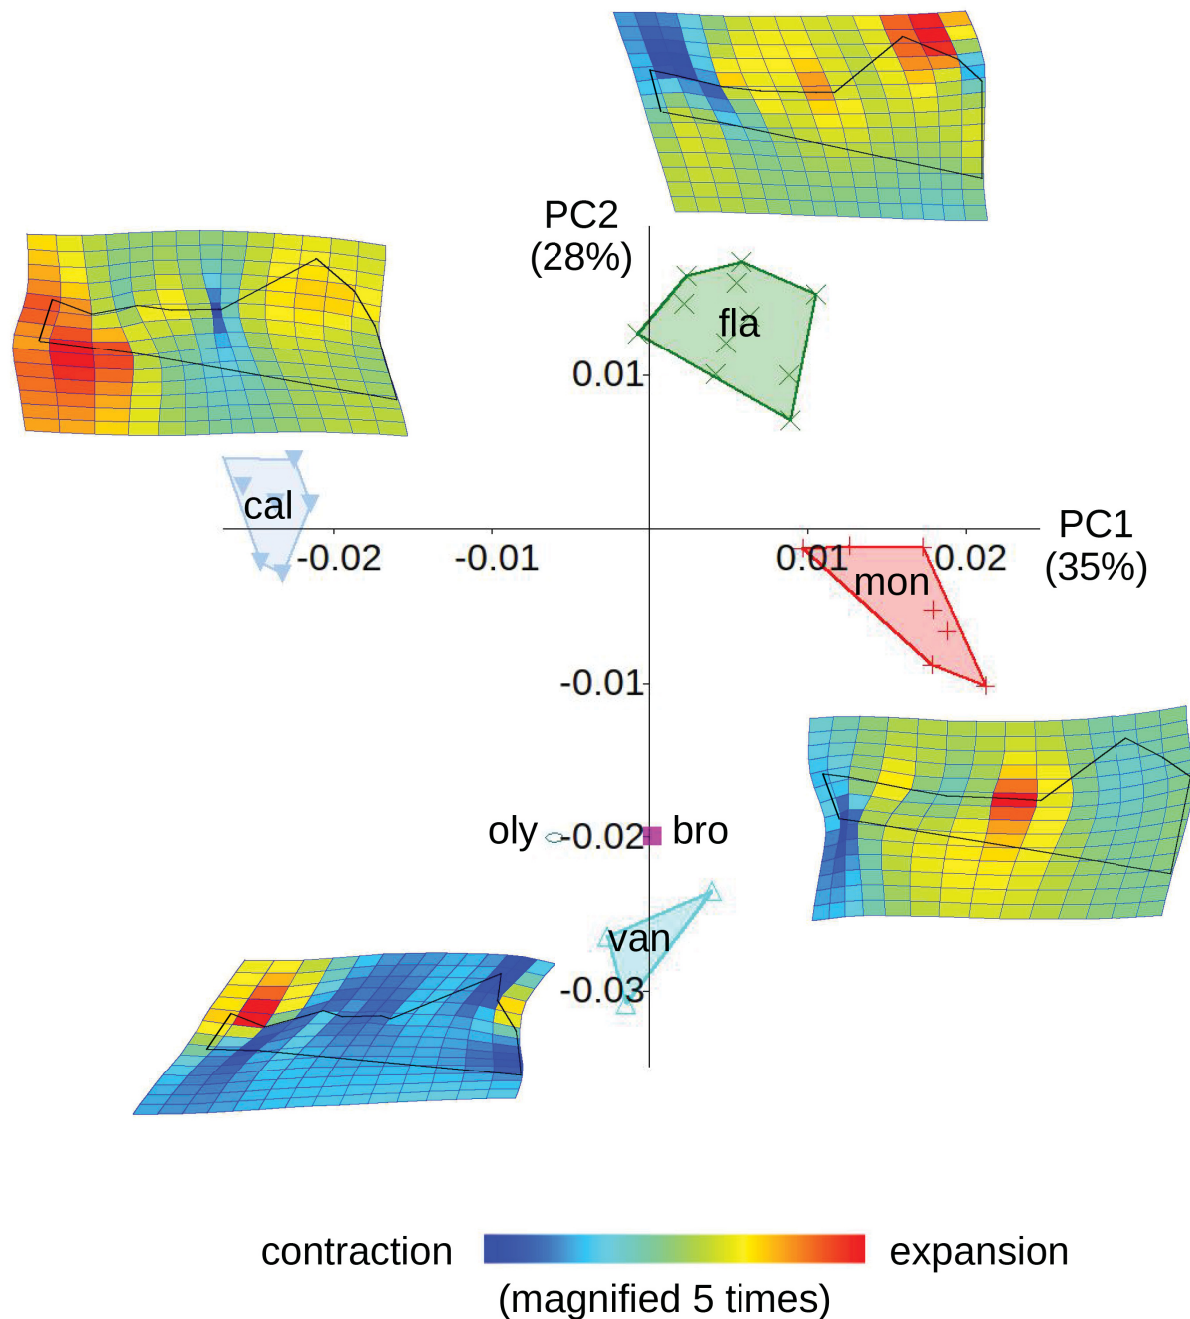 PC2
(28%)
fla
0.01
cal
PC1
(35%)
-0.02
-0.01
0.01
0.02
mon
-0.01
oly
-0.02
bro
van
-0.03
contraction
expansion
(magnified 5 times)